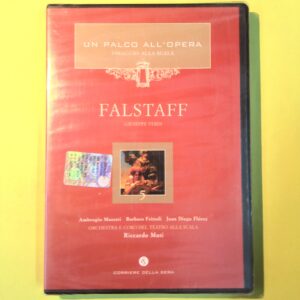 UN PALCO ALL'OPERA
FALSTAFF
GIUSEPPE VERDI
5
Ambrogio Maestri Barbara Frittoli Juan Diego Flórez
ORCHESTRA E CORO DEL TEATRO ALLA SCALA
Riccardo Muti
CORRIERE DELLA SERA